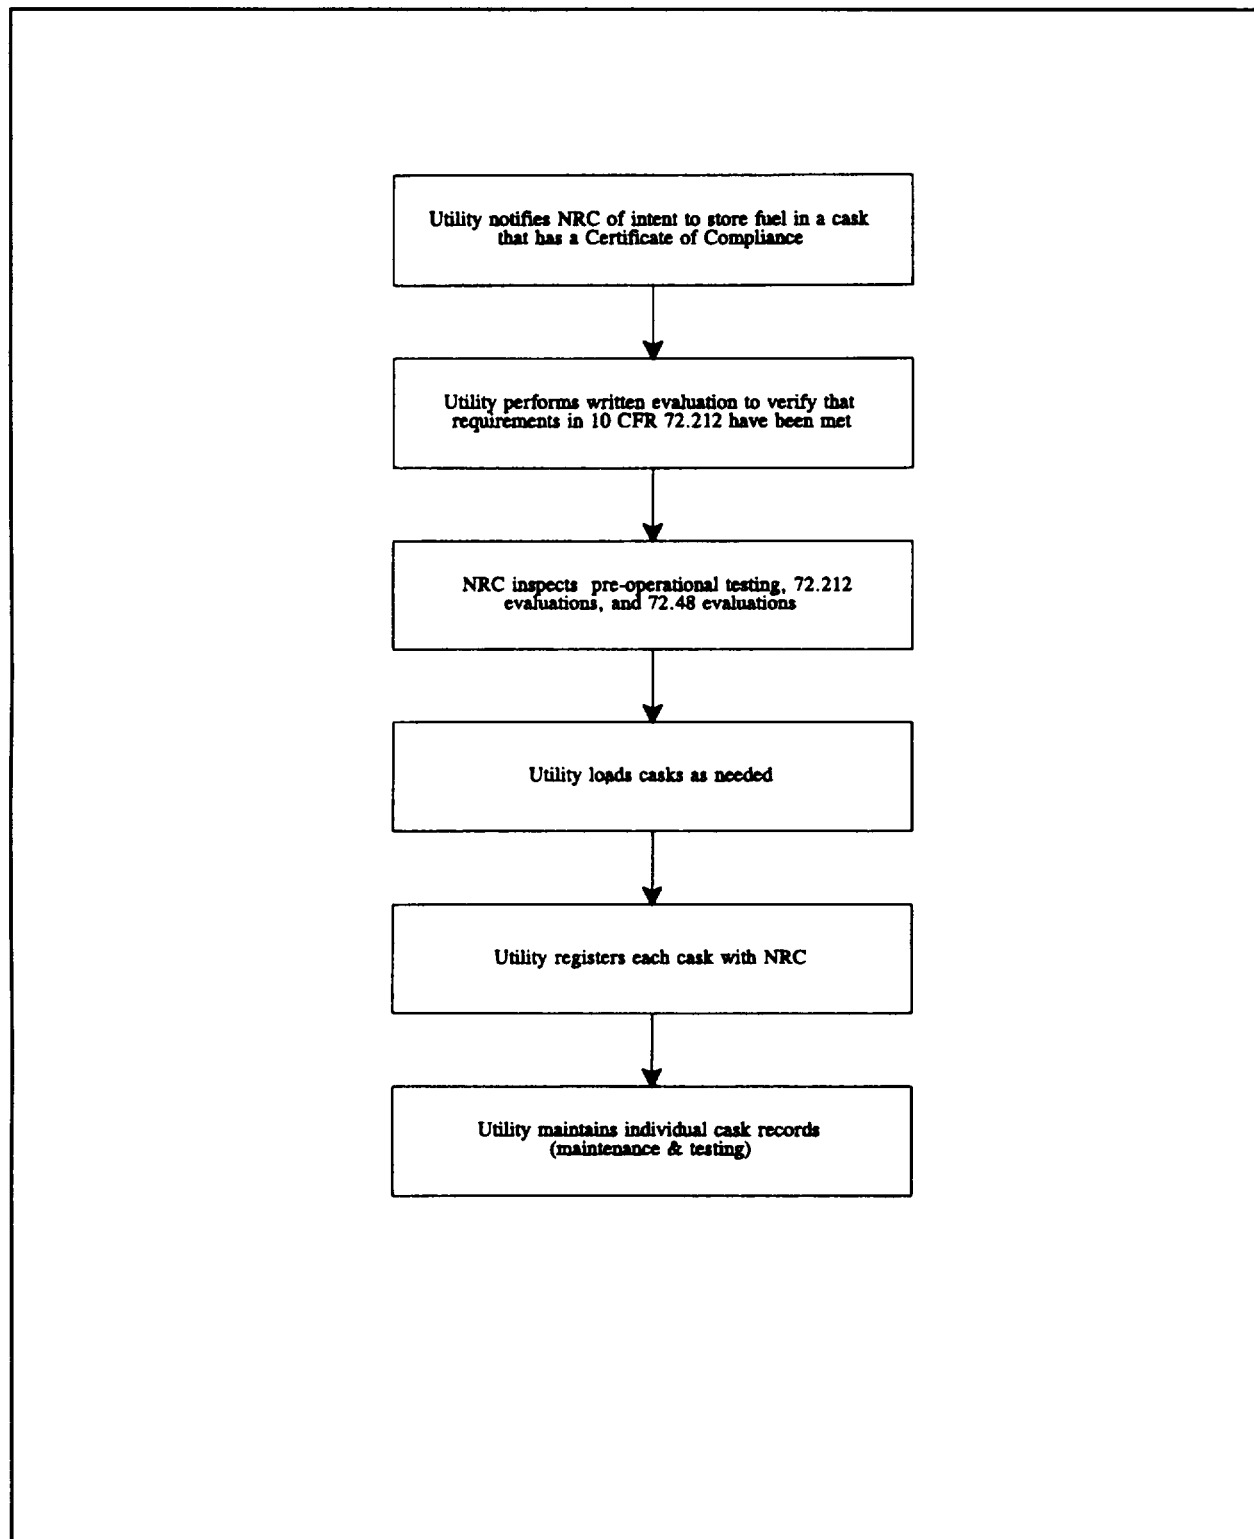 Utility notifies NRC of intent to store fuel in a cask
that has a Certificate of Compliance
Utility performs written evaluation to verify that
requirements in 10 CFR 72.212 have been met
NRC inspects pre-operational testing, 72.212
evaluations, and 72.48 evaluations
Utility loads casks as needed
Utility registers each cask with NRC
Utility maintains individual cask records
(maintenance & testing)